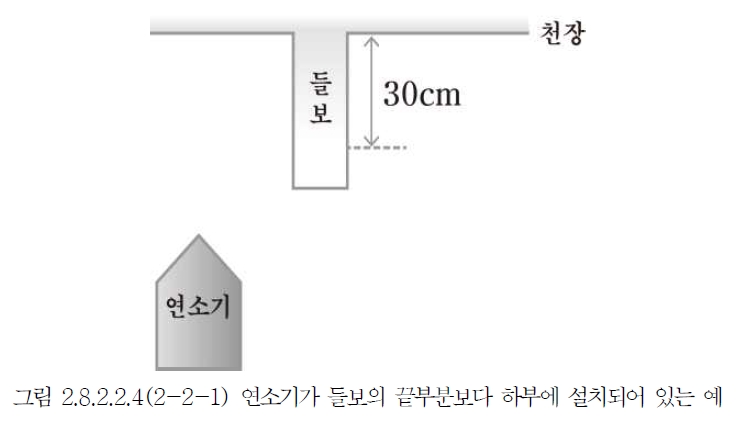 천장
들보
30cm
연소기
그림 2.8.2.2.4(2-2-1) 연소기가 들보의 끝부분보다 하부에 설치되어 있는 예